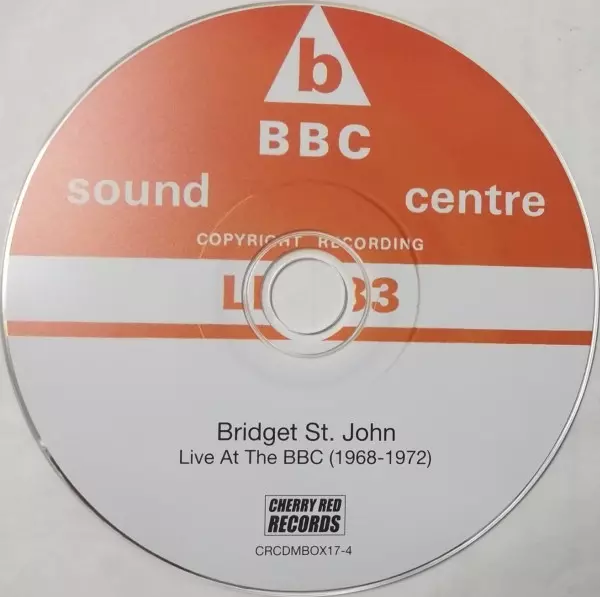 b
BBC
sound centre
COPYRIGHT RECORDING
33
Bridget St. John
Live At The BBC (1968-1972)
CHERRY RED
RECORDS
CRCDMBOX17-4